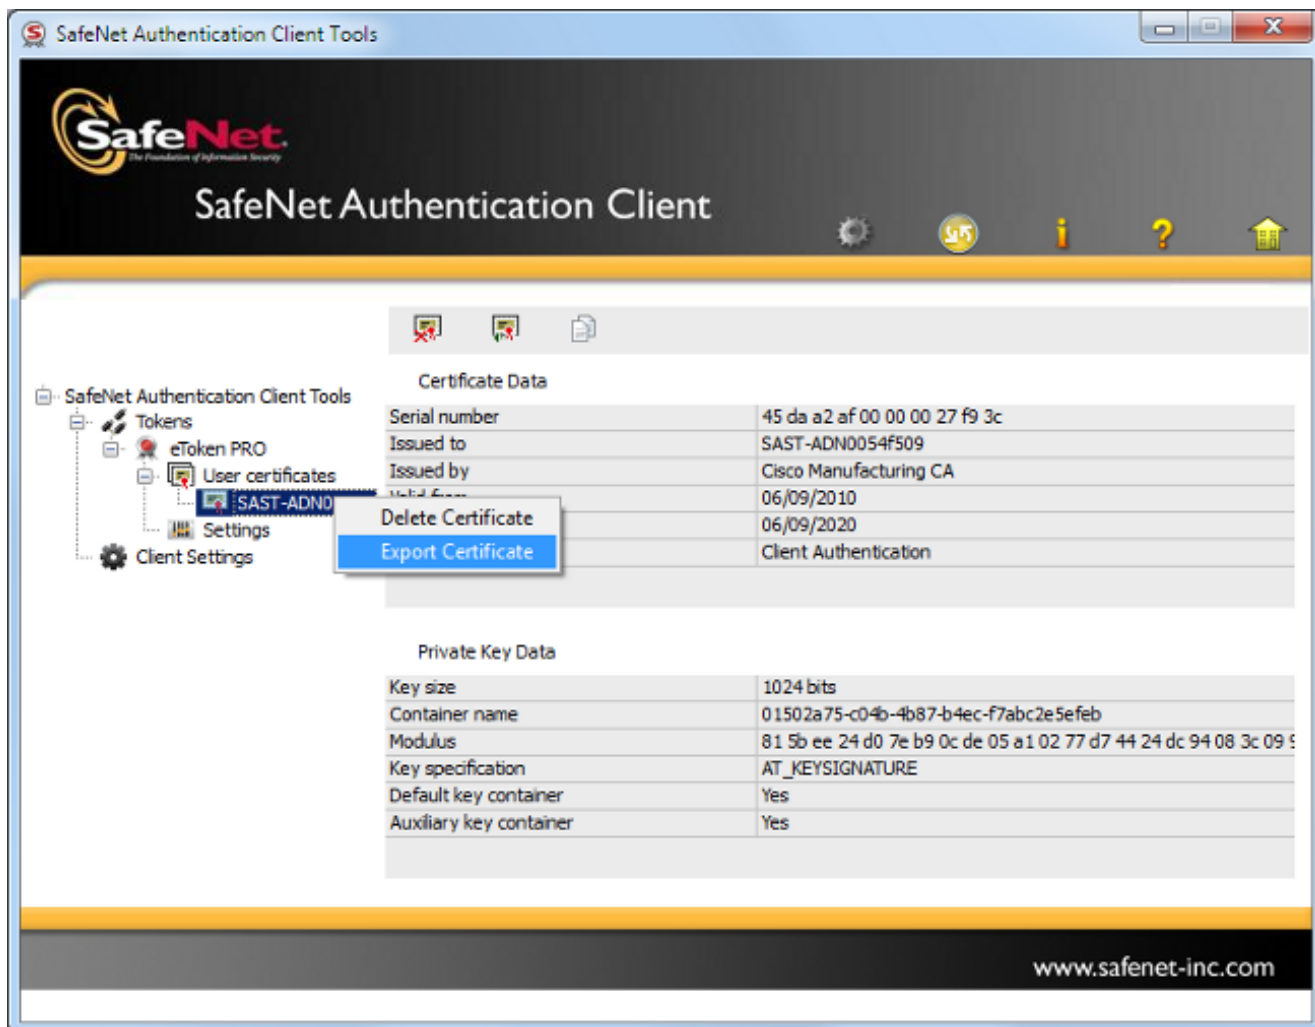 SafeNet Authentication Client Tools
SafeNet.
The Foundation of Information Security
SafeNet Authentication Client
SafeNet Authentication Client Tools
Tokens
eToken PRO
User certificates
SAST-ADN0
Settings
Client Settings
Delete Certificate
Export Certificate
Certificate Data
Serial number 45 da a2 af 00 00 00 27 f9 3c
Issued to SAST-ADN0054f509
Issued by Cisco Manufacturing CA
Valid from 06/09/2010
06/09/2020
Client Authentication
Private Key Data
Key size 1024 bits
Container name 01502a75-c04b-4b87-b4ec-f7abc2e5efeb
Modulus 81 5b ee 24 d0 7e b9 0c de 05 a1 02 77 d7 44 24 dc 94 08 3c 09
Key specification AT_KEYSIGNATURE
Default key container Yes
Auxiliary key container Yes
www.safenet-inc.com